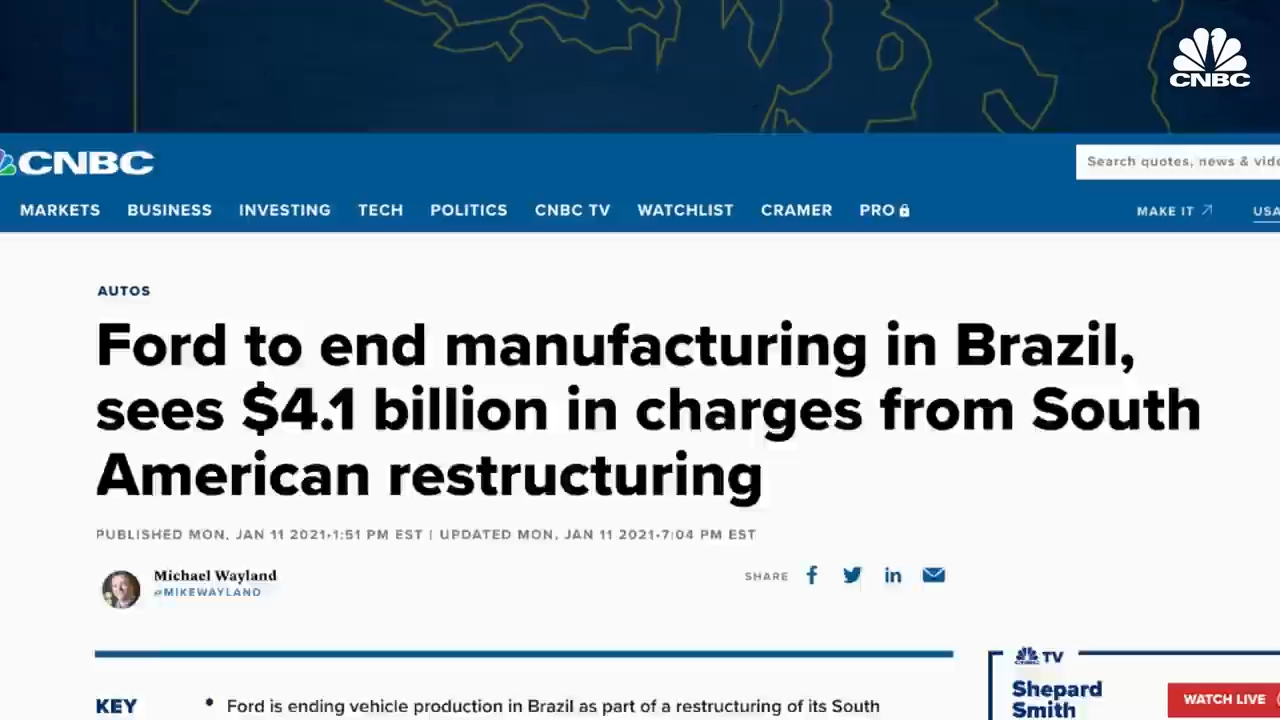 CNBC
CNBC
Search quotes, news & vide
MARKETS BUSINESS INVESTING TECH POLITICS CNBC TV WATCHLIST CRAMER PRO
MAKE IT USA
AUTOS
Ford to end manufacturing in Brazil,
sees $4.1 billion in charges from South
American restructuring
PUBLISHED MON, JAN 11 2021•1:51 PM EST | UPDATED MON, JAN 11 2021•7:04 PM EST
Michael Wayland
@MIKEWAYLAND
SHARE f in
KEY
• Ford is ending vehicle production in Brazil as part of a restructuring of its South
CNBC TV
Shepard
Smith
WATCH LIVE